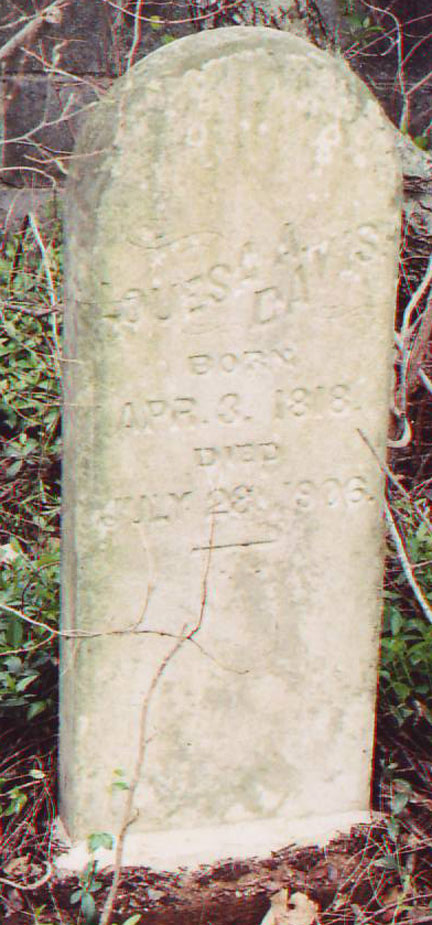 LOUESA A.
DAVIS
BORN
APR. 3. 1818.
DIED
JULY 28. 1906.